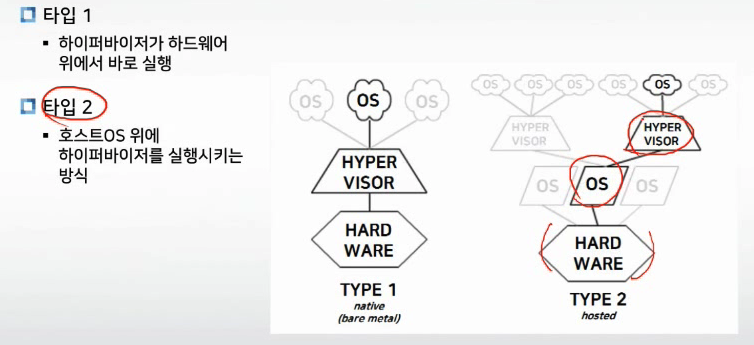 타입 1
하이퍼바이저가 하드웨어
위에서 바로 실행
타입 2
호스트OS 위에
하이퍼바이저를 실행시키는
방식
OS
OS
OS
HYPER
VISOR
HARD
WARE
TYPE 1
native
(bare metal)
OS
OS
OS
OS
OS
OS
HYPER
VISOR
HYPER
VISOR
OS
OS
OS
HARD
WARE
TYPE 2
hosted